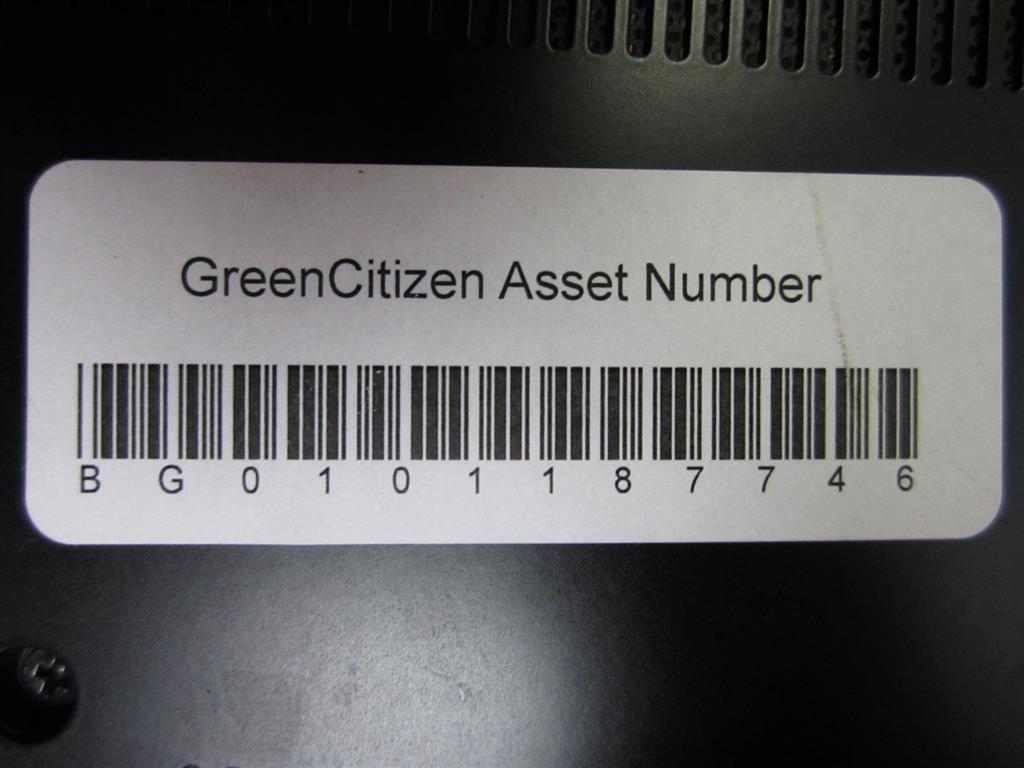 GreenCitizen Asset Number
B G 0 1 0 1 1 8 7 7 4 6